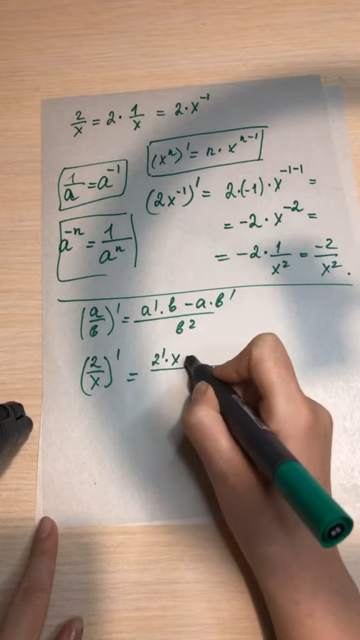 2/x = 2 · 1/x = 2 · x⁻¹
(xⁿ)' = n · xⁿ⁻¹
1/a = a⁻¹
(2x⁻¹)' = 2·(-1)·x⁻¹⁻¹ =
a⁻ⁿ = 1/aⁿ
= -2 · x⁻² =
= -2 · 1/x² = -2/x².
(a/в)' = (a'·в - a·в')/в²
(2/x)' = 2'·x